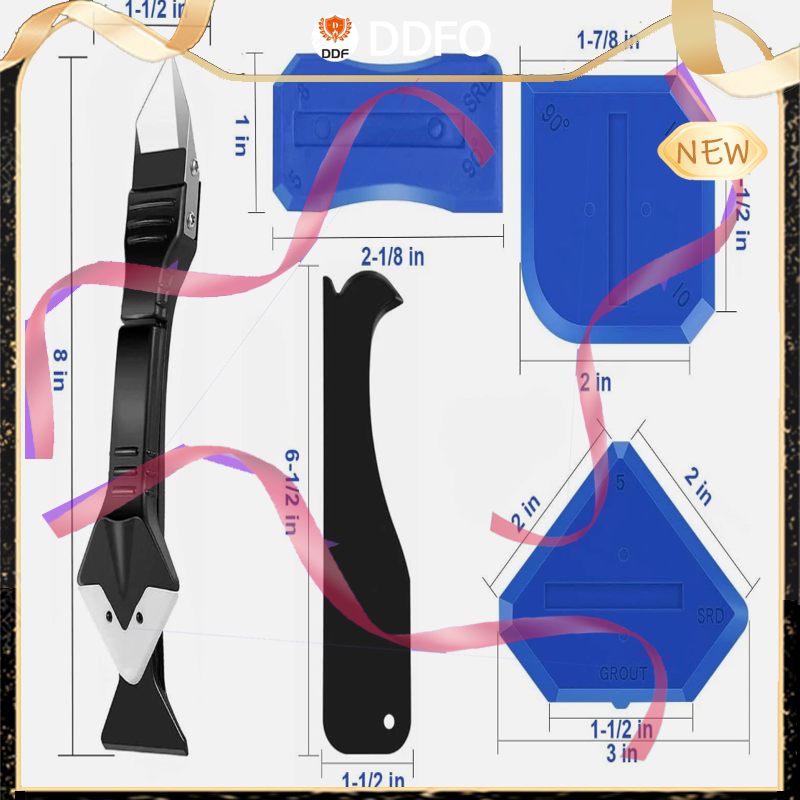 1-1/2 in
DDF
DDFO
1-7/8 in
NEW
1 in
SRD
90°
5
2-1/8 in
90°
10
1/2 in
2 in
8 in
6-1/2 in
2 in
2 in
5
SRD
GROUT
1-1/2 in
3 in
1-1/2 in